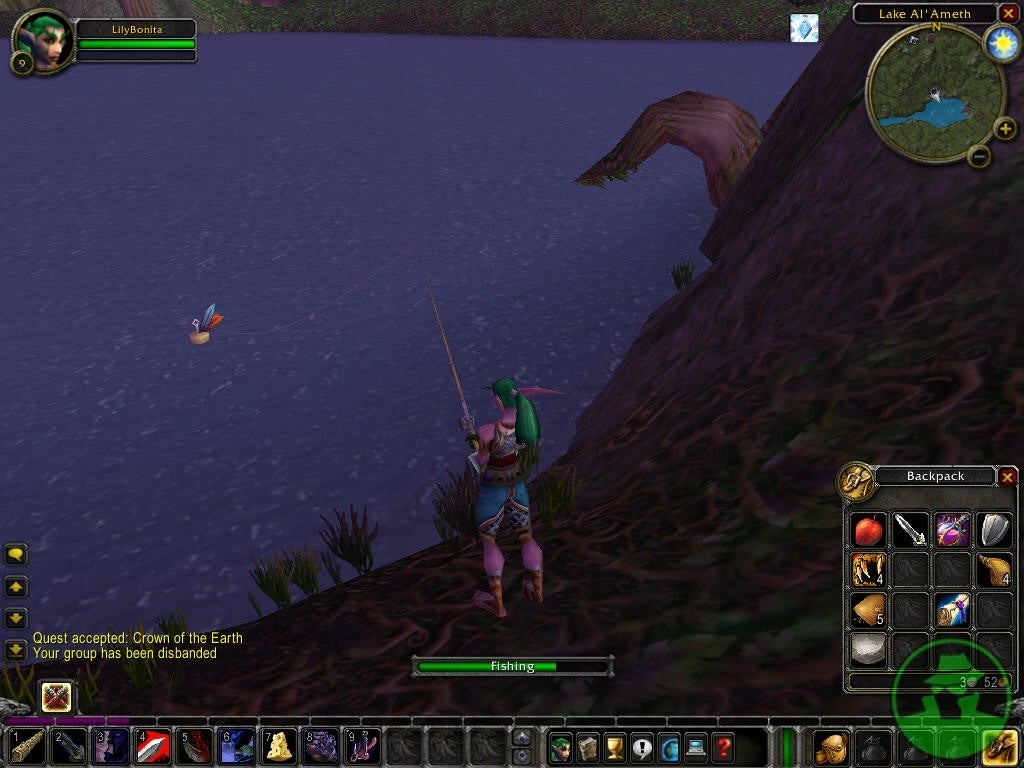 LilyBonita
9
Lake Al'Ameth
N
Backpack
4
4
5
Quest accepted: Crown of the Earth
Your group has been disbanded
Fishing
3 52
1 2 3 4 5 6 7 8 9